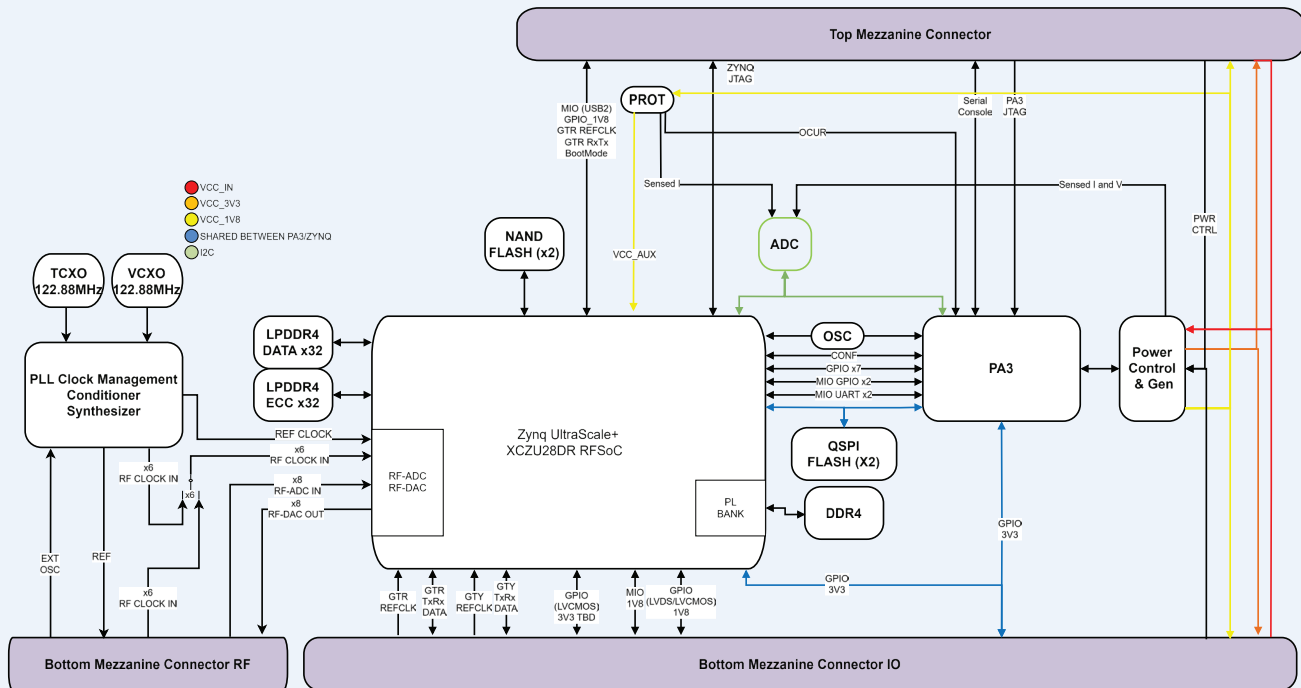 Top Mezzanine Connector
ZYNQ
JTAG
PROT
MIO (USB2)
GPIO_1V8
GTR REFCLK
GTR RxTx
BootMode
Serial
Console
PA3
JTAG
OCUR
Sensed I
Sensed I and V
PWR
CTRL
VCC_IN
VCC_3V3
VCC_1V8
SHARED BETWEEN PA3/ZYNQ
I2C
NAND
FLASH (x2)
ADC
VCC_AUX
TCXO
122.88MHz
VCXO
122.88MHz
LPDDR4
DATA x32
LPDDR4
ECC x32
PLL Clock Management
Conditioner
Synthesizer
OSC
CONF
GPIO x7
MIO GPIO x2
MIO UART x2
PA3
Power
Control
& Gen
Zynq UltraScale+
XCZU28DR RFSoC
REF CLOCK
x6
RF CLOCK IN
x6
RF CLOCK IN
x6
x8
RF-ADC IN
x8
RF-DAC OUT
RF-ADC
RF-DAC
QSPI
FLASH (X2)
PL
BANK
DDR4
EXT
OSC
REF
x6
RF CLOCK IN
GTR
REFCLK
GTR
TxRx
DATA
GTY
REFCLK
GTY
TxRx
DATA
GPIO
(LVCMOS)
3V3 TBD
MIO
1V8
GPIO
(LVDS/LVCMOS)
1V8
GPIO
3V3
GPIO
3V3
Bottom Mezzanine Connector RF
Bottom Mezzanine Connector IO